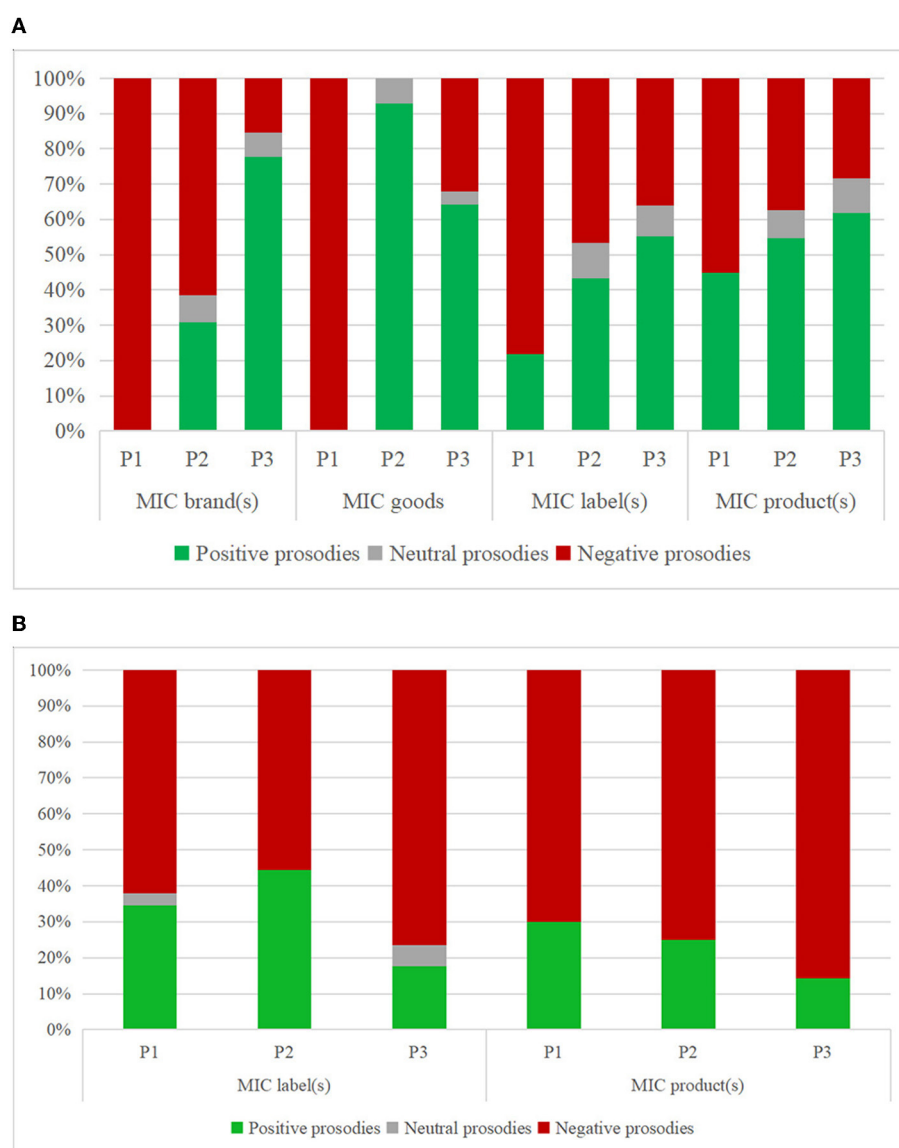 A
100%
90%
80%
70%
60%
50%
40%
30%
20%
10%
0%
P1 P2 P3 P1 P2 P3 P1 P2 P3 P1 P2 P3
MIC brand(s) MIC goods MIC label(s) MIC product(s)
Positive prosodies Neutral prosodies Negative prosodies
B
100%
90%
80%
70%
60%
50%
40%
30%
20%
10%
0%
P1 P2 P3 P1 P2 P3
MIC label(s) MIC product(s)
Positive prosodies Neutral prosodies Negative prosodies